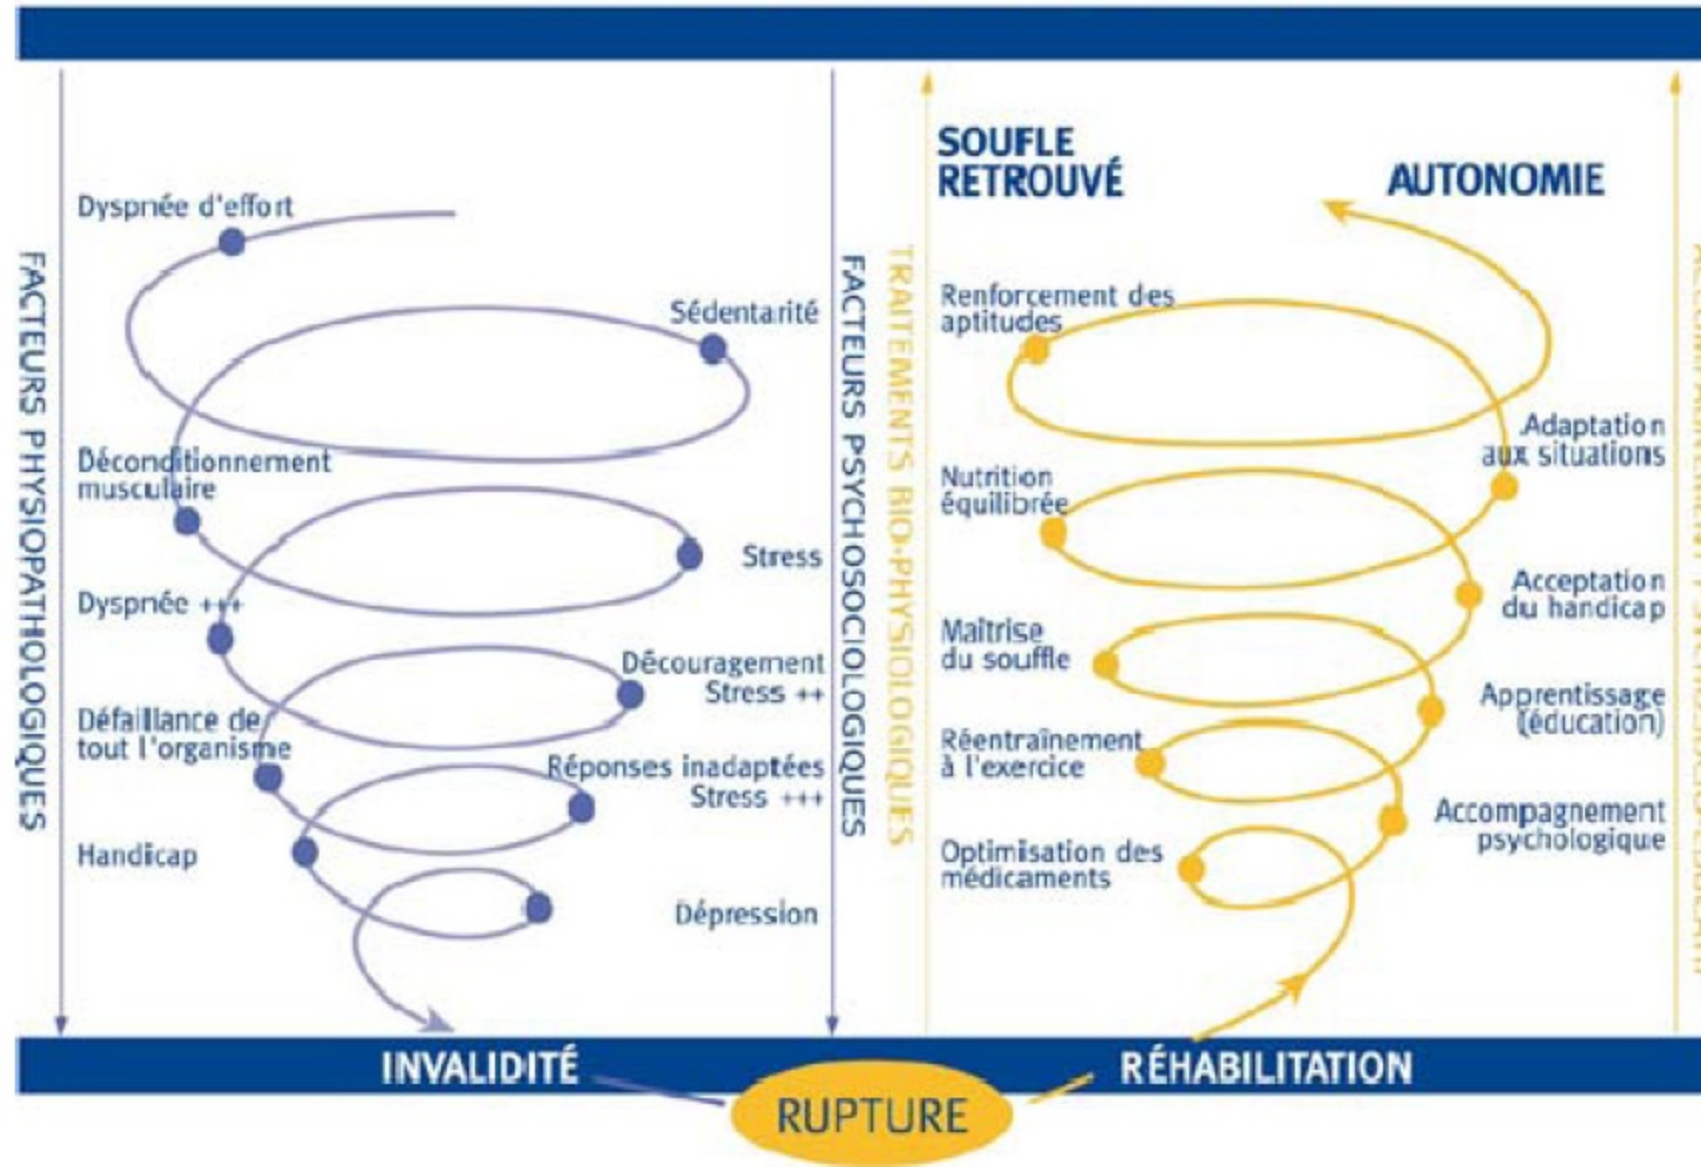 FACTEURS PHYSIOPATHOLOGIQUES
Dyspnée d'effort
Déconditionnement
musculaire
Dyspnée +++
Défaillance de
tout l'organisme
Handicap
Sédentarité
Stress
Découragement
Stress ++
Réponses inadaptées
Stress +++
Dépression
FACTEURS PSYCHOSOCIOLOGIQUES
TRAITEMENTS BIO-PHYSIOLOGIQUES
SOUFLE
RETROUVÉ
AUTONOMIE
Renforcement des
aptitudes
Nutrition
équilibrée
Maîtrise
du souffle
Réentraînement
à l'exercice
Optimisation des
médicaments
Adaptation
aux situations
Acceptation
du handicap
Apprentissage
(éducation)
Accompagnement
psychologique
INVALIDITÉ
RÉHABILITATION
RUPTURE